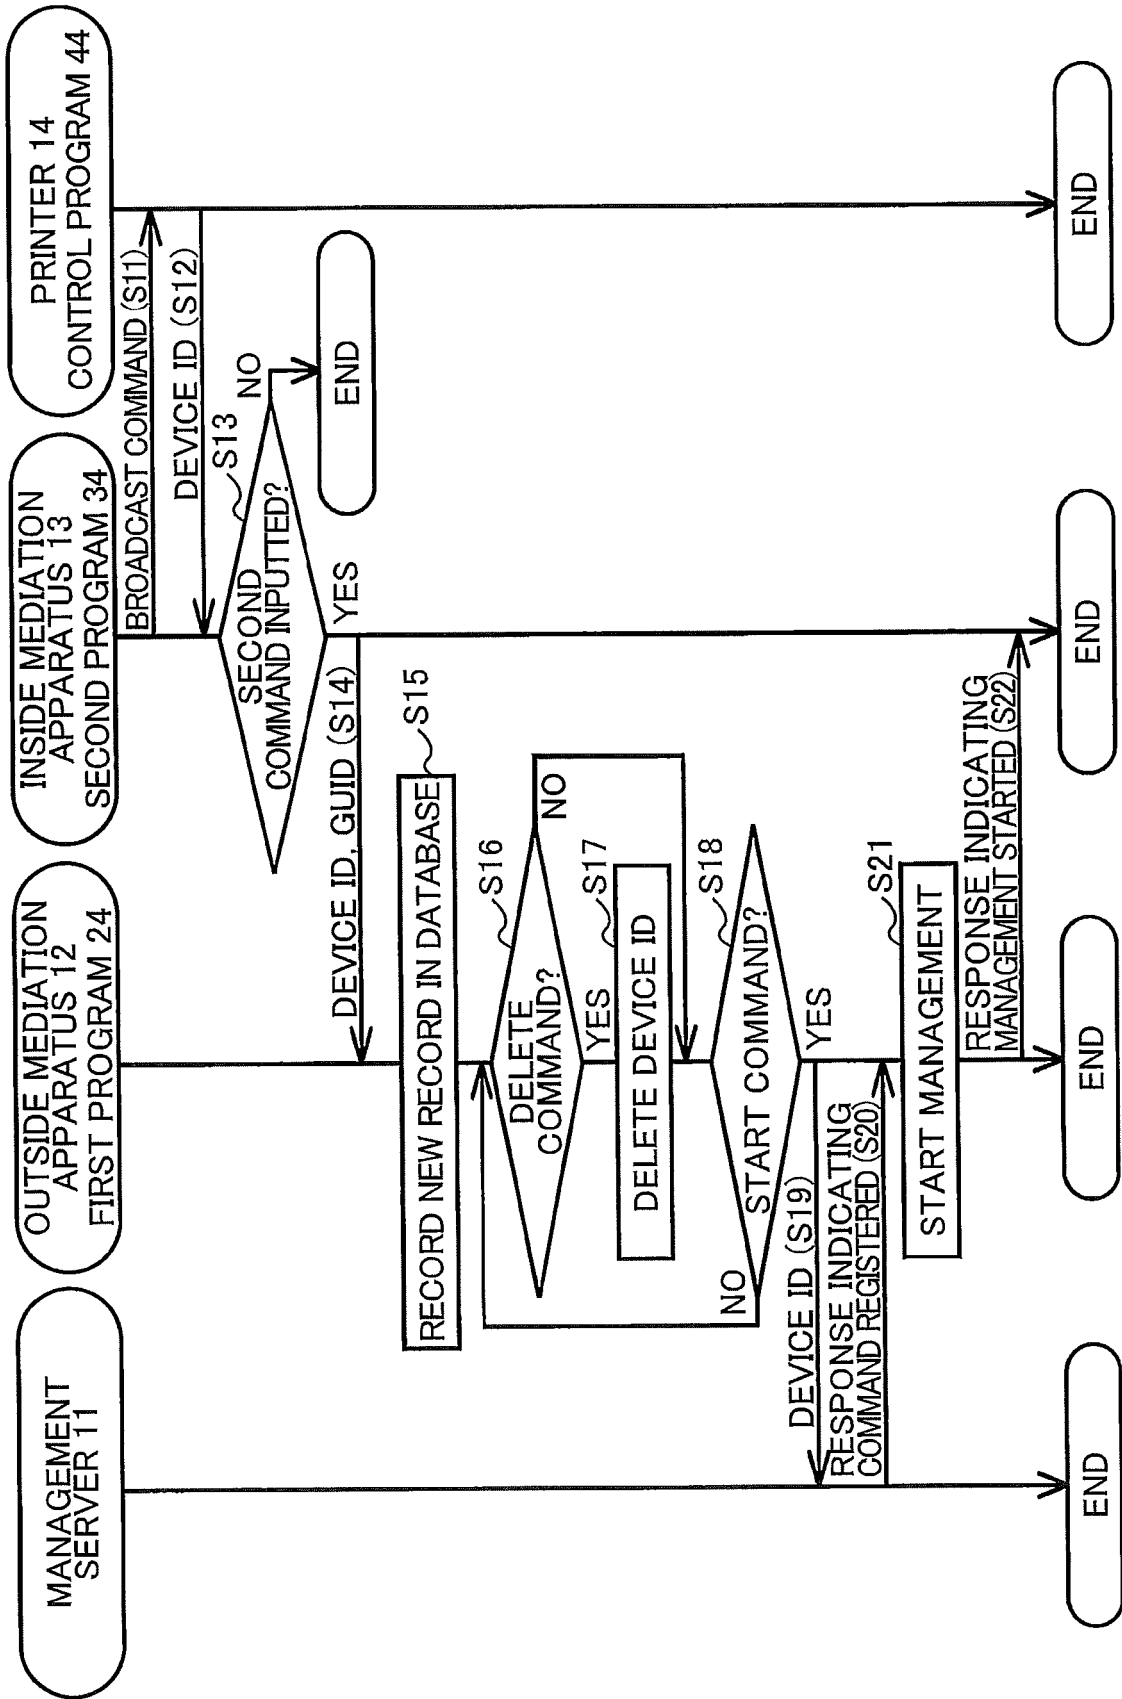 MANAGEMENT
SERVER 11
OUTSIDE MEDIATION
APPARATUS 12
FIRST PROGRAM 24
INSIDE MEDIATION
APPARATUS 13
SECOND PROGRAM 34
PRINTER 14
CONTROL PROGRAM 44
BROADCAST COMMAND (S11)
DEVICE ID (S12)
S13
SECOND
COMMAND INPUTTED?
NO
END
YES
DEVICE ID, GUID (S14)
S15
RECORD NEW RECORD IN DATABASE
S16
DELETE
COMMAND?
NO
YES
S17
DELETE DEVICE ID
S18
START COMMAND?
NO
YES
DEVICE ID (S19)
RESPONSE INDICATING
COMMAND REGISTERED (S20)
S21
START MANAGEMENT
RESPONSE INDICATING
MANAGEMENT STARTED (S22)
END
END
END
END